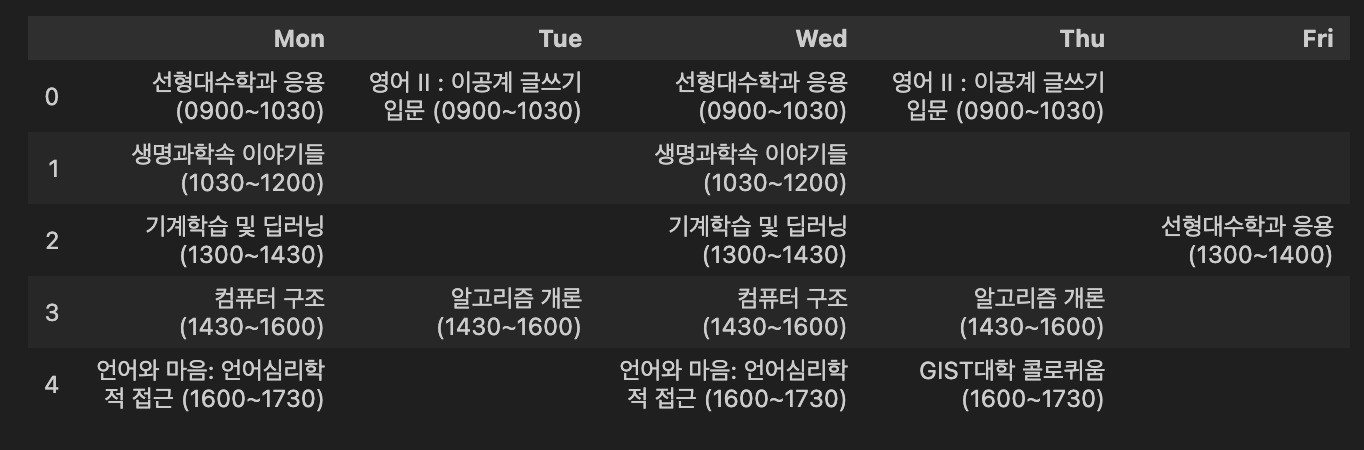 Mon Tue Wed Thu Fri
0 선형대수학과 응용 (0900~1030) 영어 II : 이공계 글쓰기 입문 (0900~1030) 선형대수학과 응용 (0900~1030) 영어 II : 이공계 글쓰기 입문 (0900~1030)
1 생명과학속 이야기들 (1030~1200) 생명과학속 이야기들 (1030~1200)
2 기계학습 및 딥러닝 (1300~1430) 기계학습 및 딥러닝 (1300~1430) 선형대수학과 응용 (1300~1400)
3 컴퓨터 구조 (1430~1600) 알고리즘 개론 (1430~1600) 컴퓨터 구조 (1430~1600) 알고리즘 개론 (1430~1600)
4 언어와 마음: 언어심리학적 접근 (1600~1730) 언어와 마음: 언어심리학적 접근 (1600~1730) GIST대학 콜로퀴움 (1600~1730)